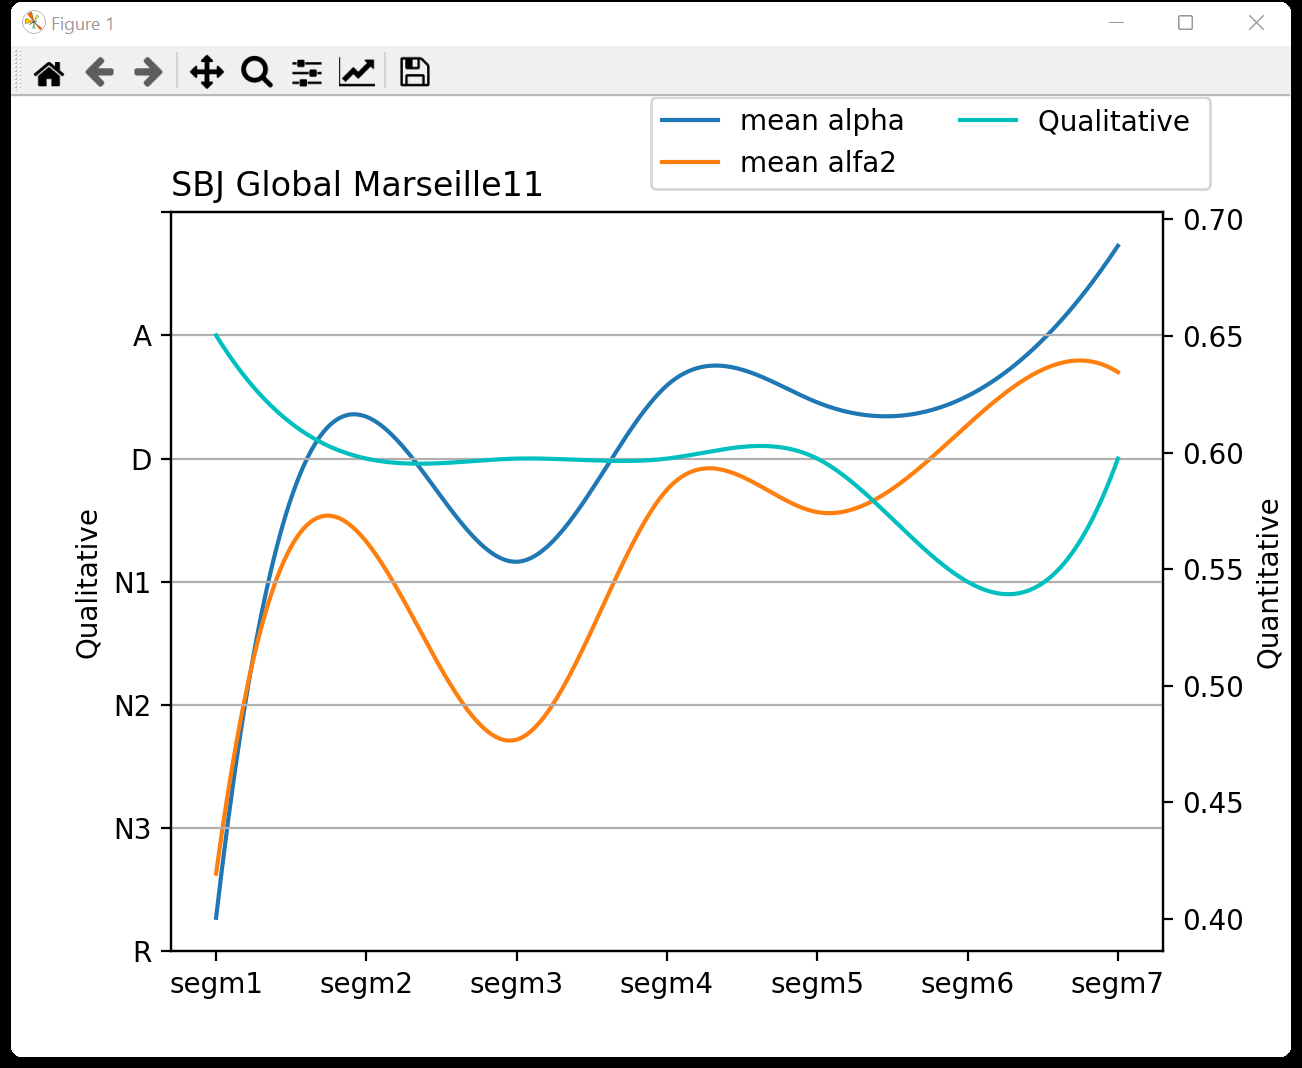 Figure 1
mean alpha
mean alfa2
Qualitative
SBJ Global Marseille11
A
D
N1
N2
N3
R
Qualitative
0.70
0.65
0.60
0.55
0.50
0.45
0.40
Quantitative
segm1 segm2 segm3 segm4 segm5 segm6 segm7